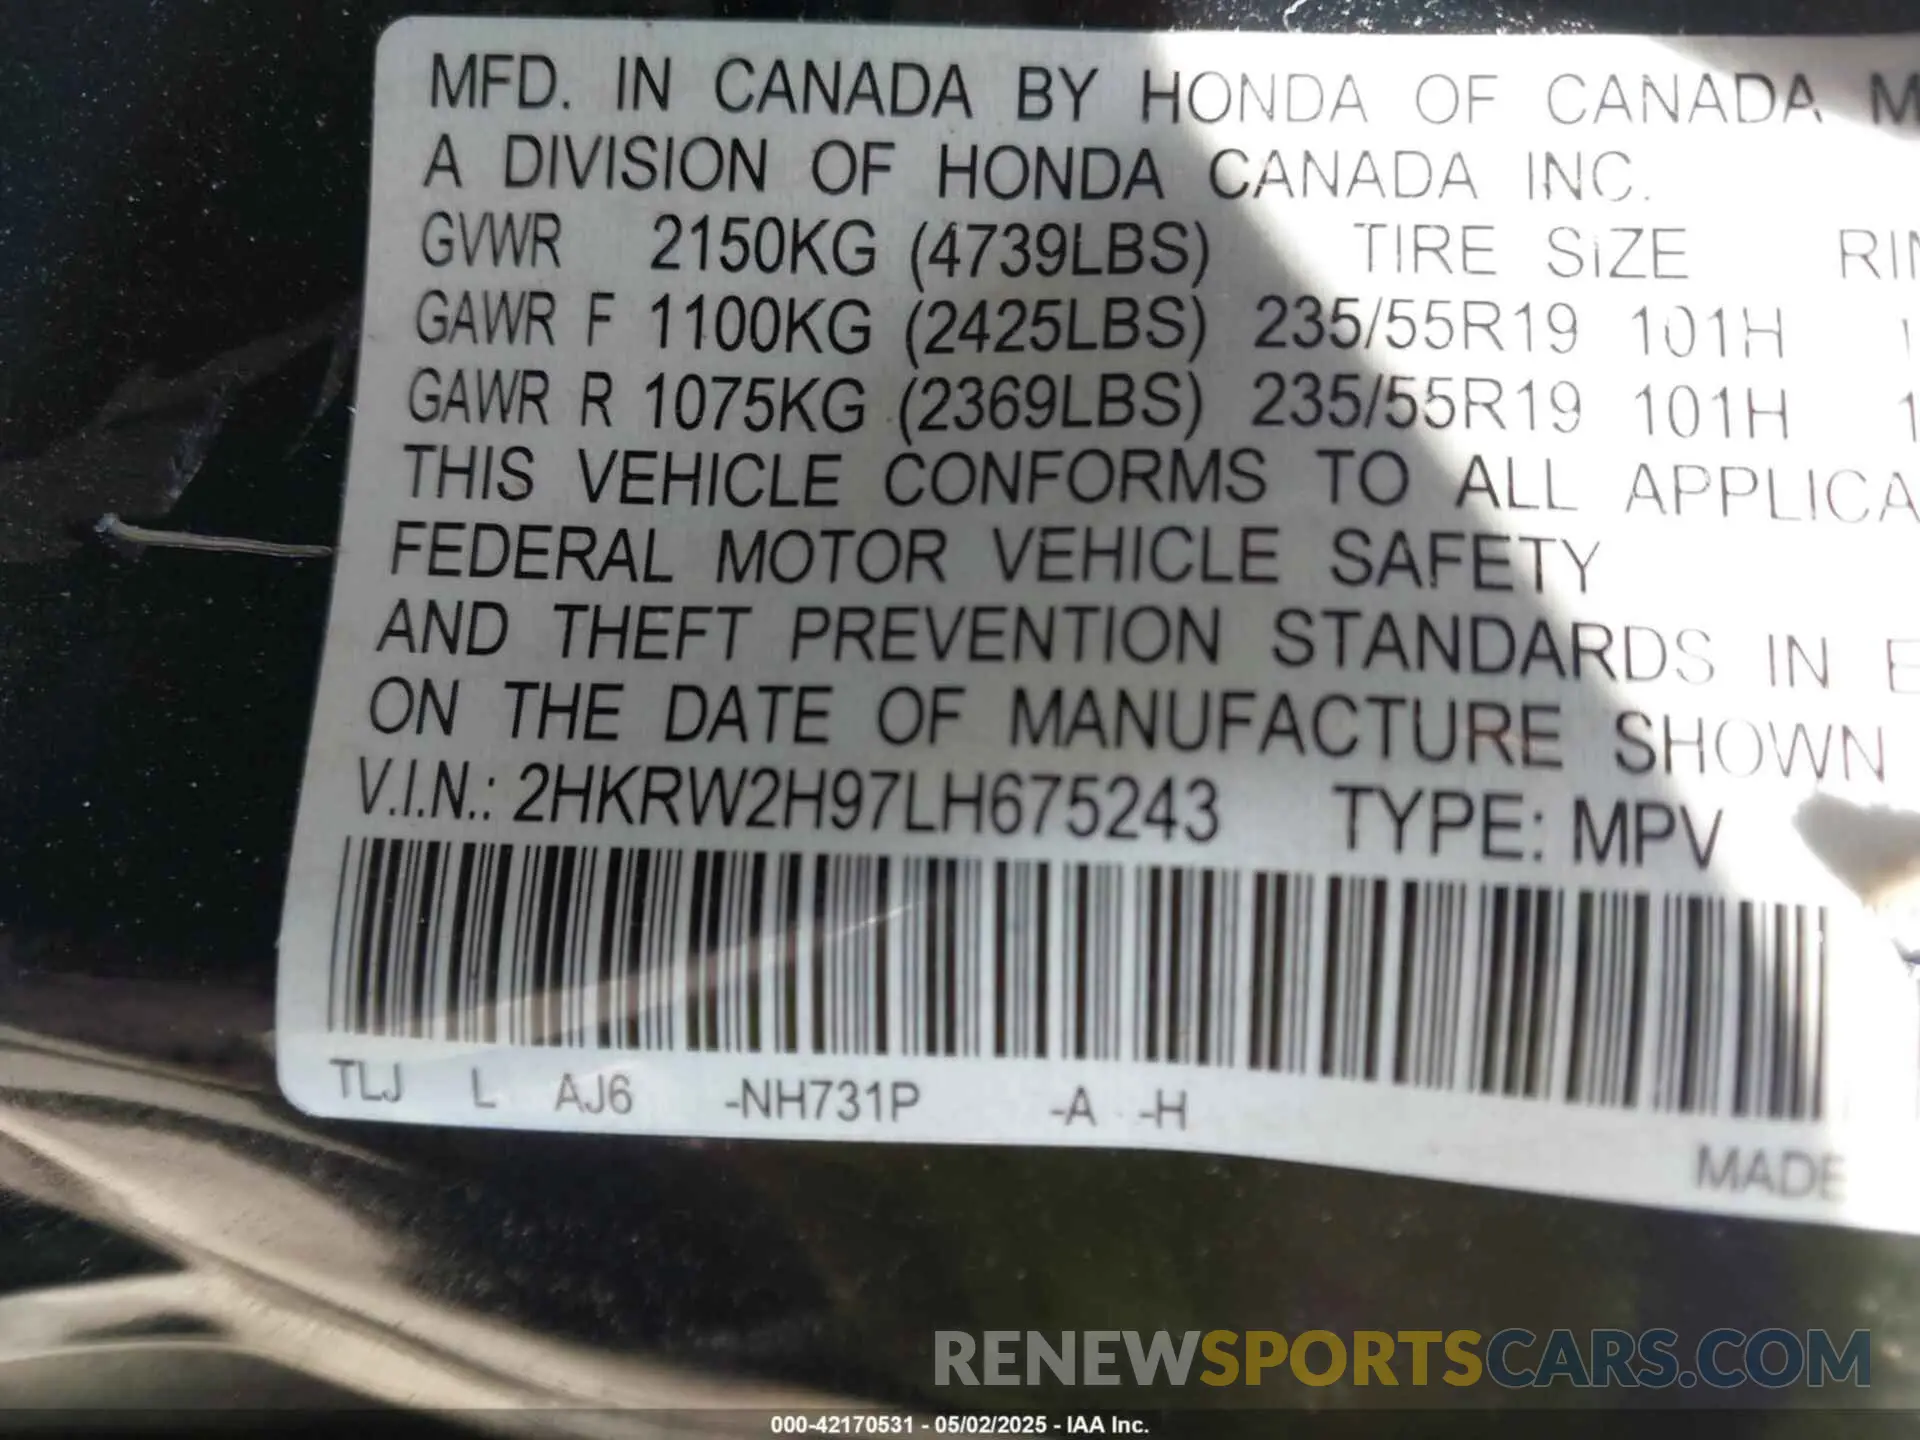 MFD. IN CANADA BY HONDA OF CANADA
A DIVISION OF HONDA CANADA INC.
GVWR 2150KG (4739LBS) TIRE SIZE
GAWR F 1100KG (2425LBS) 235/55R19 101H
GAWR R 1075KG (2369LBS) 235/55R19 101H
THIS VEHICLE CONFORMS TO ALL APPLICA
FEDERAL MOTOR VEHICLE SAFETY
AND THEFT PREVENTION STANDARDS IN E
ON THE DATE OF MANUFACTURE SHOWN
V.I.N.: 2HKRW2H97LH675243 TYPE: MPV
TLJ L AJ6 -NH731P -A -H
MADE
RENEWSPORTSCARS.COM
000-42170531 - 05/02/2025 - IAA Inc.